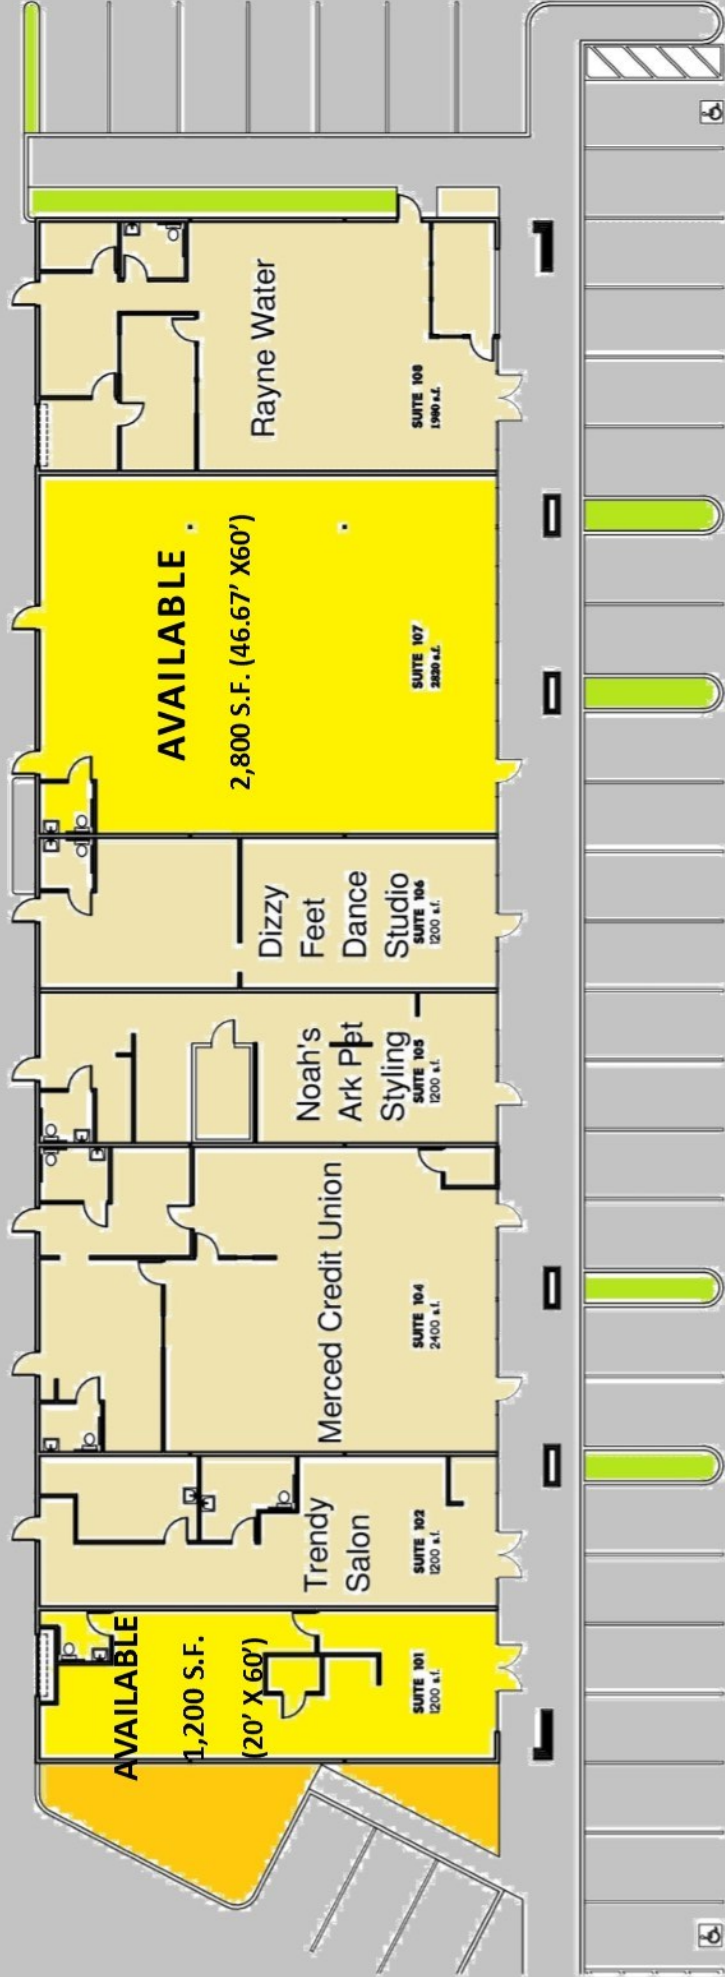 AVAILABLE
1,200 S.F.
(20' X 60')
SUITE 101
1200 s.f.
Trendy
Salon
SUITE 102
1200 s.f.
Merced Credit Union
SUITE 104
2400 s.f.
Noah's
Ark Pet
Styling
SUITE 105
1200 s.f.
Dizzy
Feet
Dance
Studio
SUITE 106
1200 s.f.
AVAILABLE
2,800 S.F. (46.67' X60')
SUITE 107
2820 s.f.
Rayne Water
SUITE 108
1980 s.f.